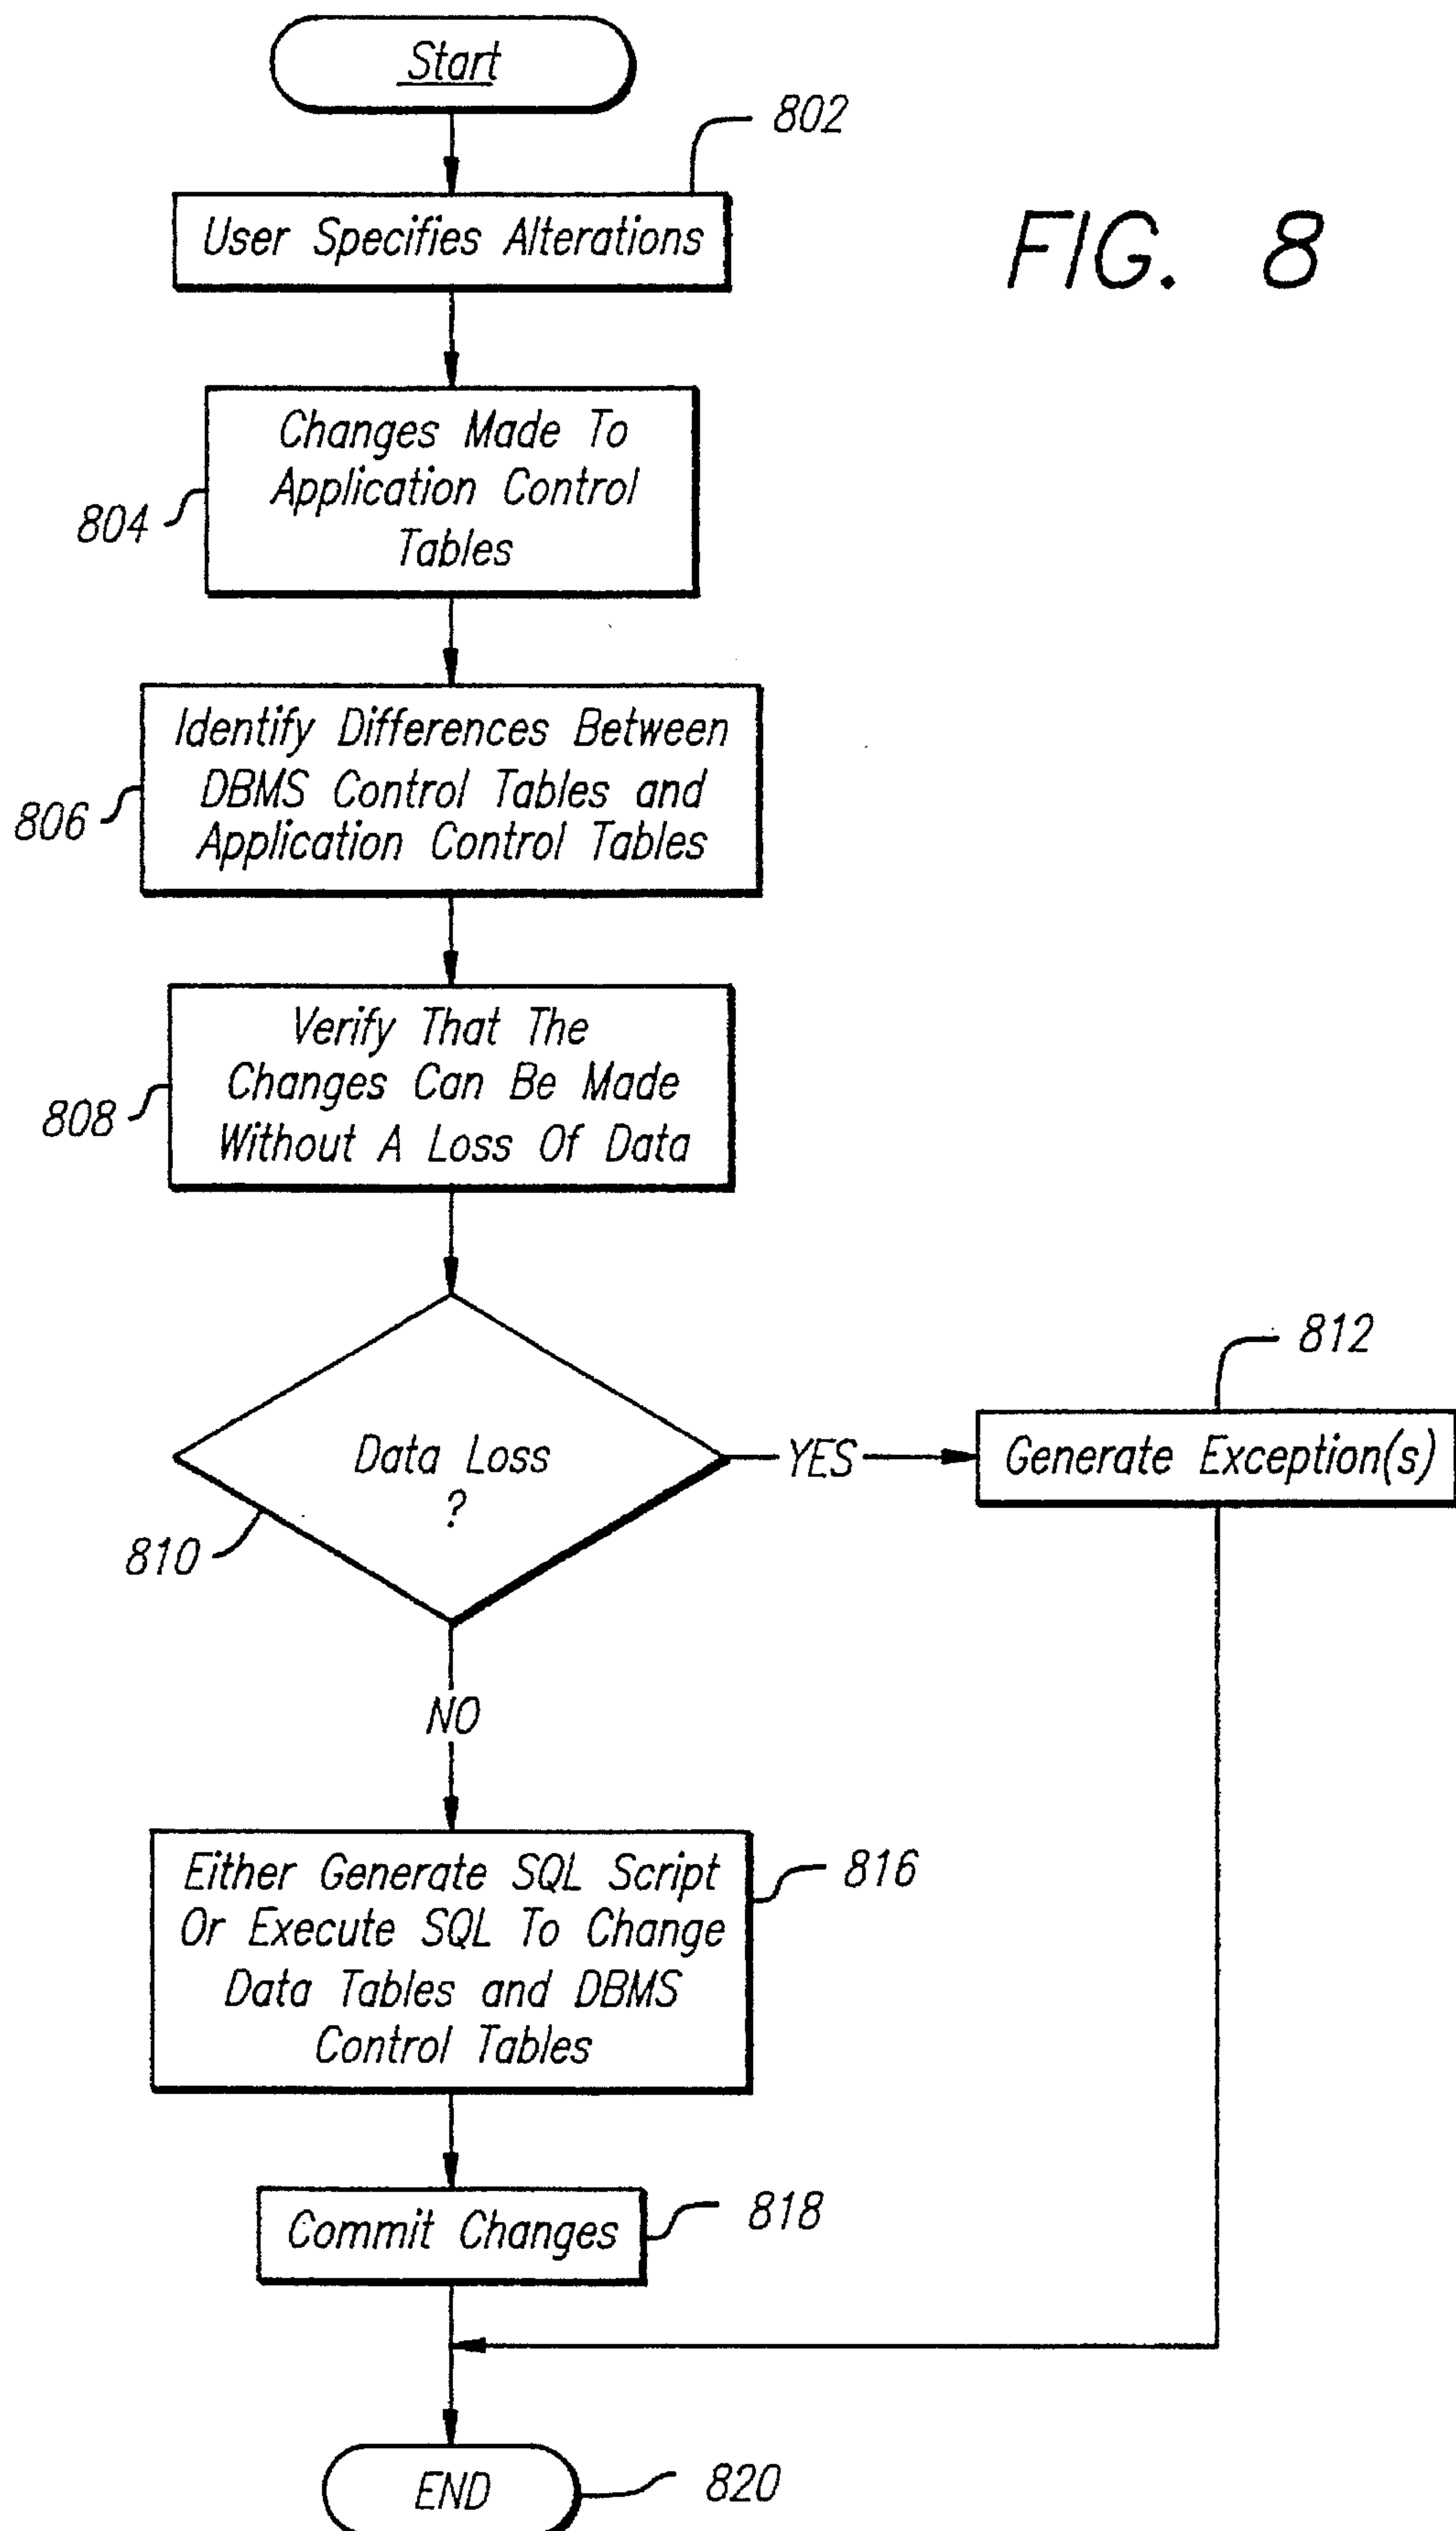 Start
802
User Specifies Alterations
FIG. 8
Changes Made To
Application Control
Tables
804
Identify Differences Between
DBMS Control Tables and
Application Control Tables
806
Verify That The
Changes Can Be Made
Without A Loss Of Data
808
Data Loss
?
810
YES
812
Generate Exception(s)
NO
Either Generate SQL Script
Or Execute SQL To Change
Data Tables and DBMS
Control Tables
816
Commit Changes
818
END
820